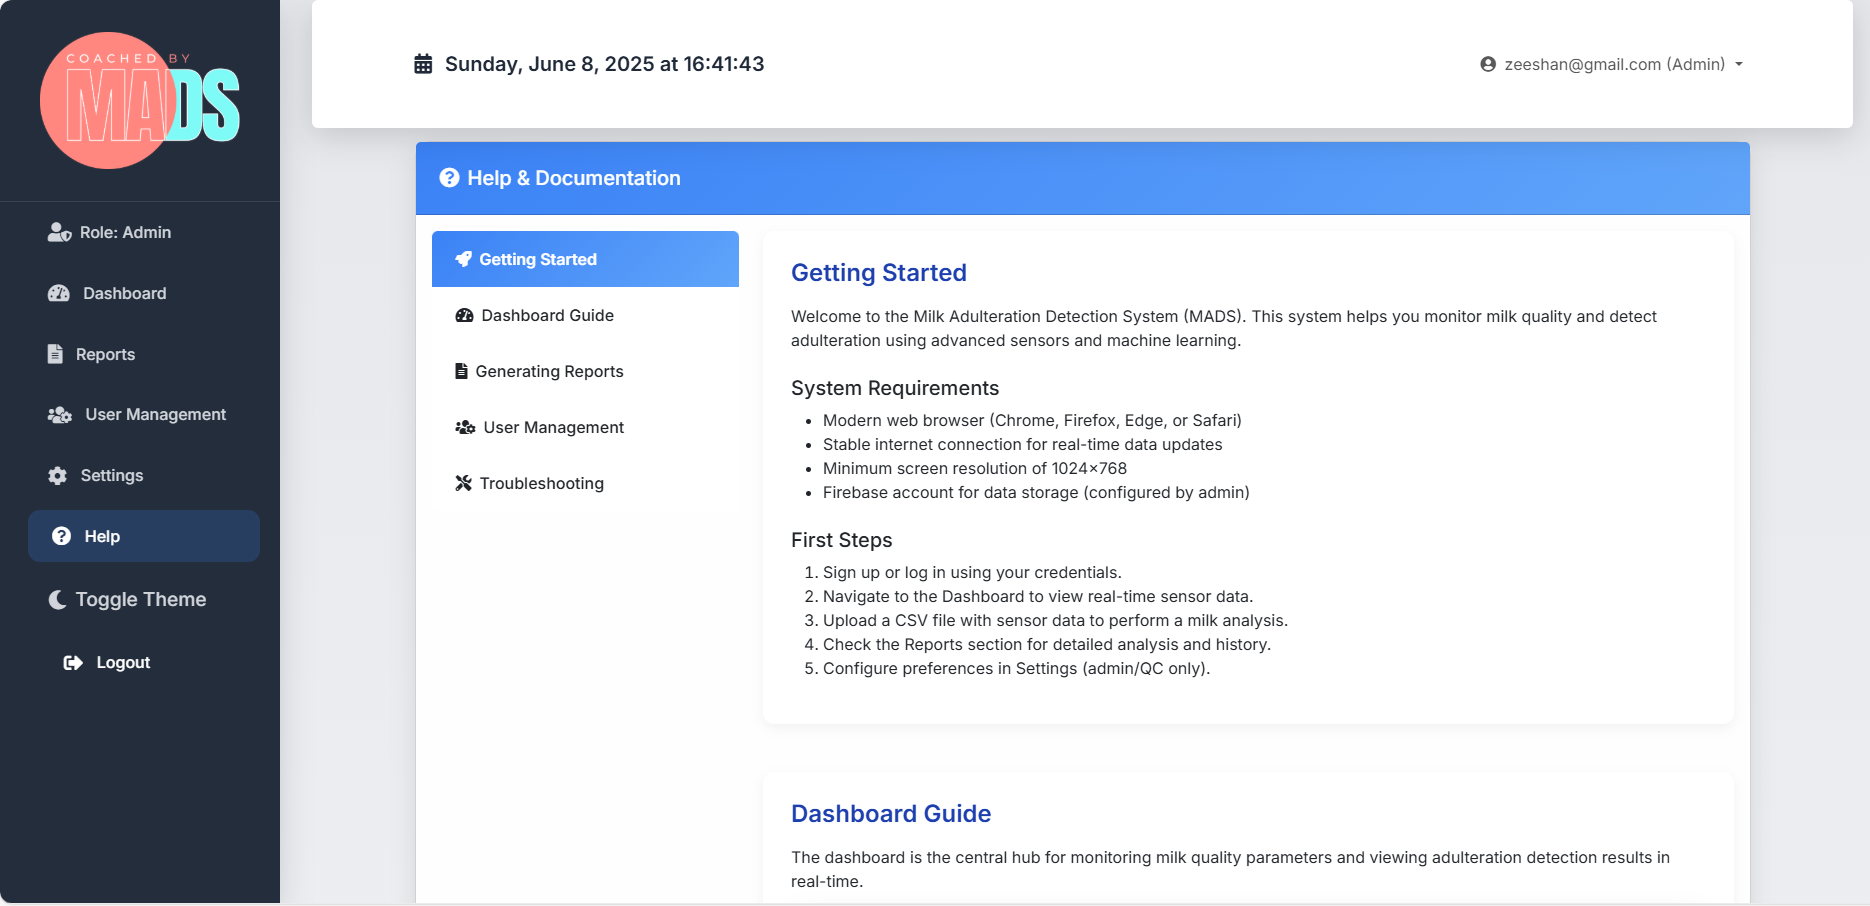 COACHED BY
MADS
Role: Admin
Dashboard
Reports
User Management
Settings
Help
Toggle Theme
Logout
Sunday, June 8, 2025 at 16:41:43
zeeshan@gmail.com (Admin)
Help & Documentation
Getting Started
Dashboard Guide
Generating Reports
User Management
Troubleshooting
Getting Started
Welcome to the Milk Adulteration Detection System (MADS). This system helps you monitor milk quality and detect
adulteration using advanced sensors and machine learning.
System Requirements
• Modern web browser (Chrome, Firefox, Edge, or Safari)
• Stable internet connection for real-time data updates
• Minimum screen resolution of 1024×768
• Firebase account for data storage (configured by admin)
First Steps
1. Sign up or log in using your credentials.
2. Navigate to the Dashboard to view real-time sensor data.
3. Upload a CSV file with sensor data to perform a milk analysis.
4. Check the Reports section for detailed analysis and history.
5. Configure preferences in Settings (admin/QC only).
Dashboard Guide
The dashboard is the central hub for monitoring milk quality parameters and viewing adulteration detection results in
real-time.